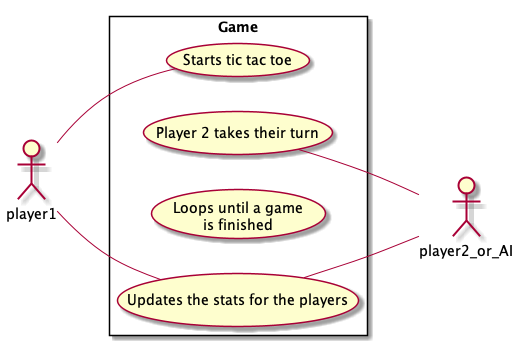 Game
Starts tic tac toe
Player 2 takes their turn
Loops until a game
is finished
Updates the stats for the players
player1
player2_or_AI